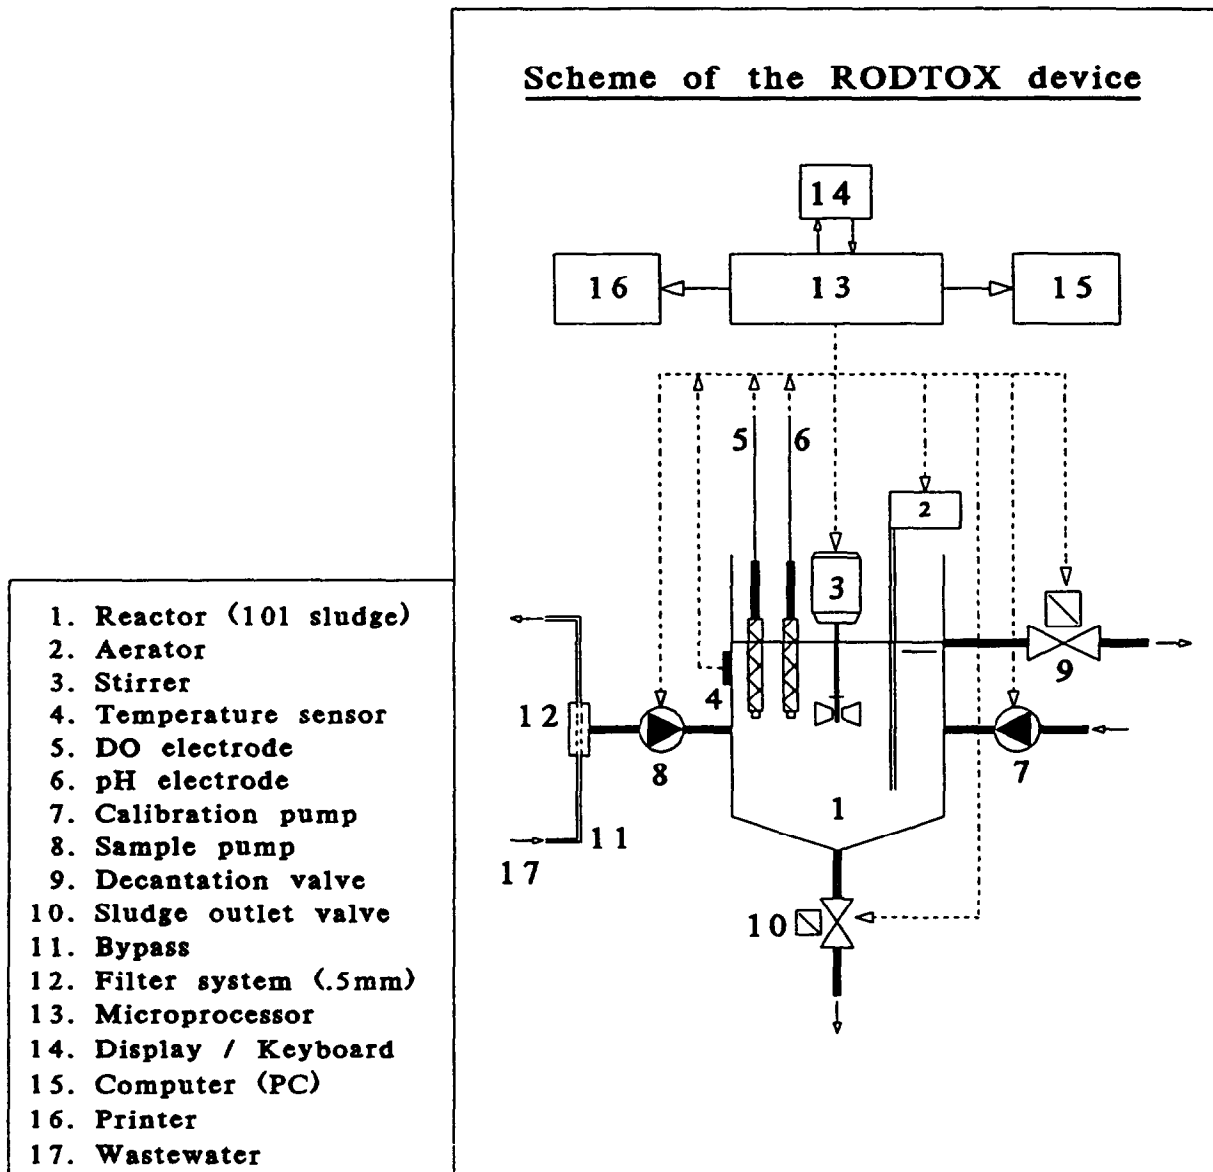 Scheme of the RODTOX device
14
16
13
15
5
6
2
3
4
9
12
8
7
1
11
17
10
1. Reactor (10l sludge)
2. Aerator
3. Stirrer
4. Temperature sensor
5. DO electrode
6. pH electrode
7. Calibration pump
8. Sample pump
9. Decantation valve
10. Sludge outlet valve
11. Bypass
12. Filter system (.5mm)
13. Microprocessor
14. Display / Keyboard
15. Computer (PC)
16. Printer
17. Wastewater